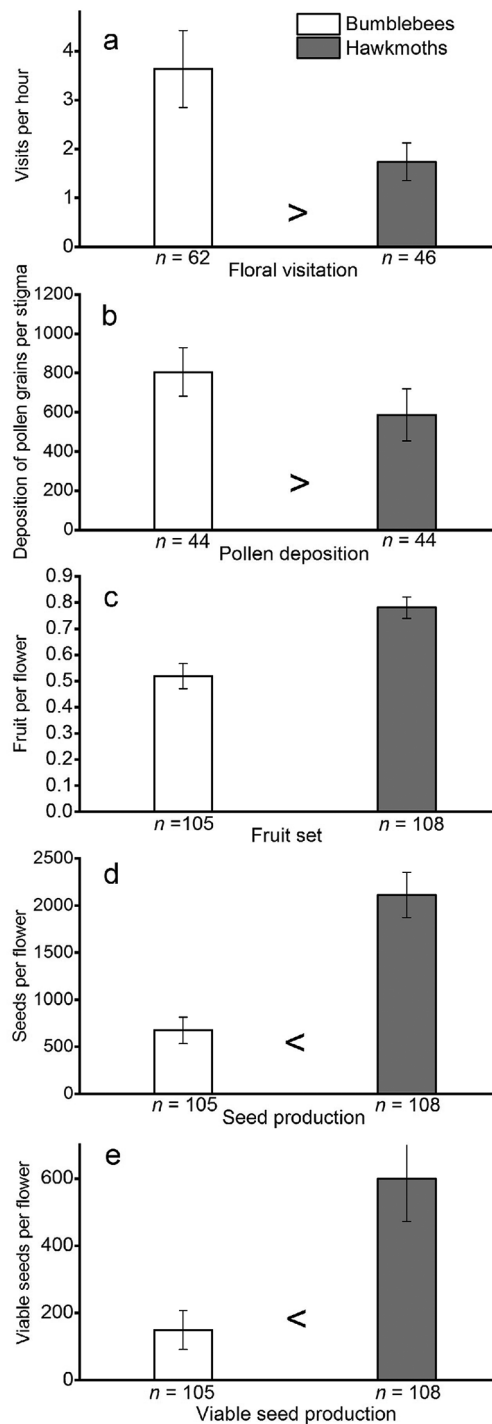 a
Bumblebees
Hawkmoths
Visits per hour
4
3
2
1
0
>
n = 62
n = 46
Floral visitation
b
Deposition of pollen grains per stigma
1200
1000
800
600
400
200
0
>
n = 44
n = 44
Pollen deposition
c
Fruit per flower
0.9
0.8
0.7
0.6
0.5
0.4
0.3
0.2
0.1
0.0
n =105
n = 108
Fruit set
d
Seeds per flower
2500
2000
1500
1000
500
0
<
n = 105
n = 108
Seed production
e
Viable seeds per flower
600
400
200
0
<
n = 105
n = 108
Viable seed production